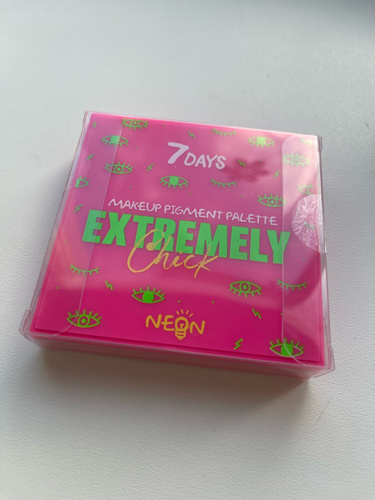 7DAYS
MAKEUP PIGMENT PALETTE
EXTREMELY
Chick
NEON